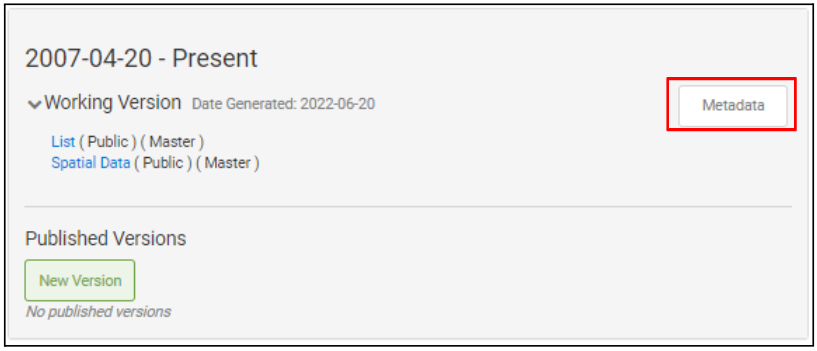 2007-04-20 - Present
Working Version Date Generated: 2022-06-20
Metadata
List ( Public ) ( Master )
Spatial Data ( Public ) ( Master )
Published Versions
New Version
No published versions